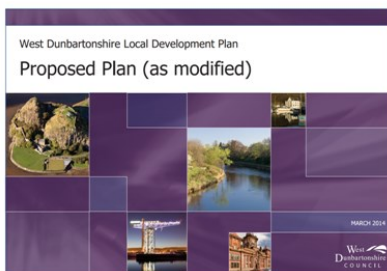 West Dunbartonshire Local Development Plan
Proposed Plan (as modified)
MARCH 2014
West
Dunbartonshire
COUNCIL